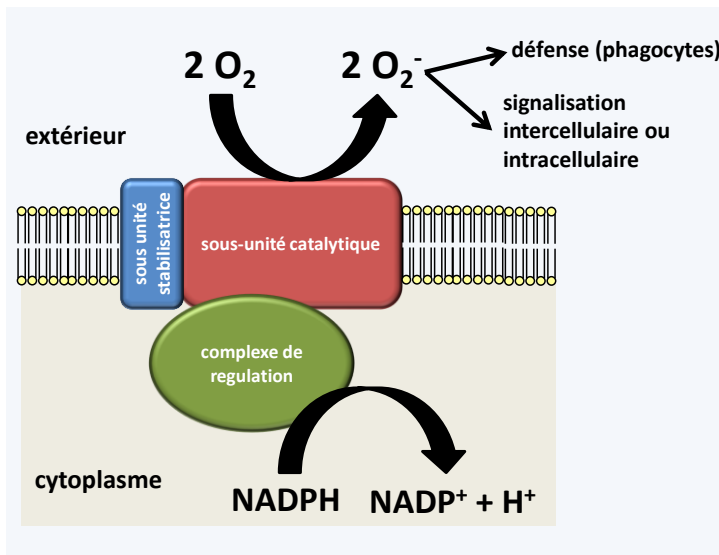 2 O₂
2 O₂⁻
défense (phagocytes)
signalisation
intercellulaire ou
intracellulaire
extérieur
sous unité
stabilisatrice
sous-unité catalytique
complexe de
regulation
cytoplasme
NADPH
NADP⁺ + H⁺